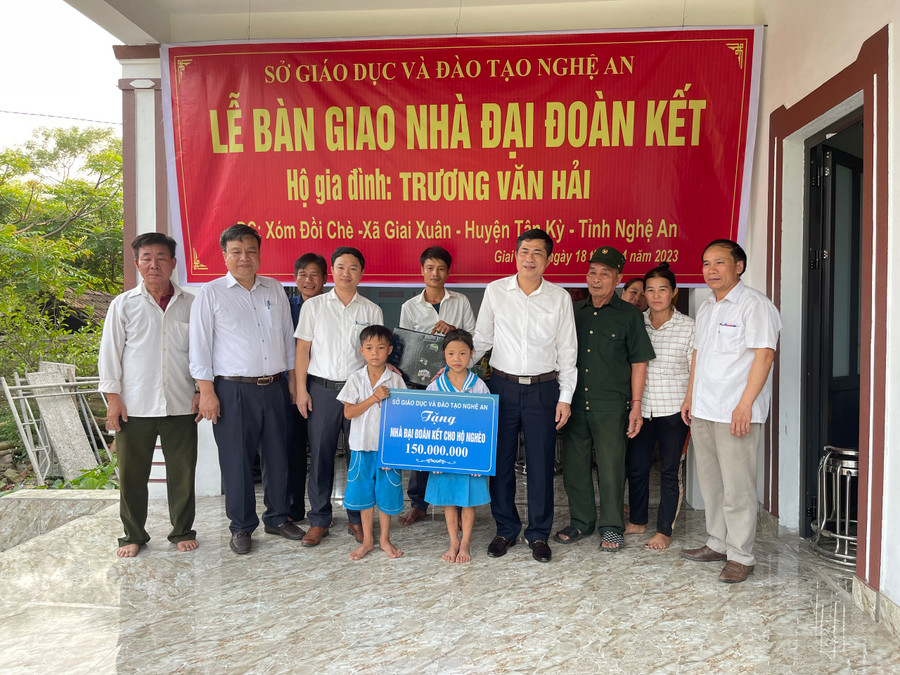 SỞ GIÁO DỤC VÀ ĐÀO TẠO NGHỆ AN
LỄ BÀN GIAO NHÀ ĐẠI ĐOÀN KẾT
Hộ gia đình: TRƯƠNG VĂN HẢI
Xóm Đồi Chè -Xã Giai Xuân - Huyện Tân Kỳ - Tỉnh Nghệ An
Giai ngày 18 năm 2023
SỞ GIÁO DỤC VÀ ĐÀO TẠO NGHỆ AN
Tặng
NHÀ ĐẠI ĐOÀN KẾT CHO HỘ NGHÈO
150.000.000